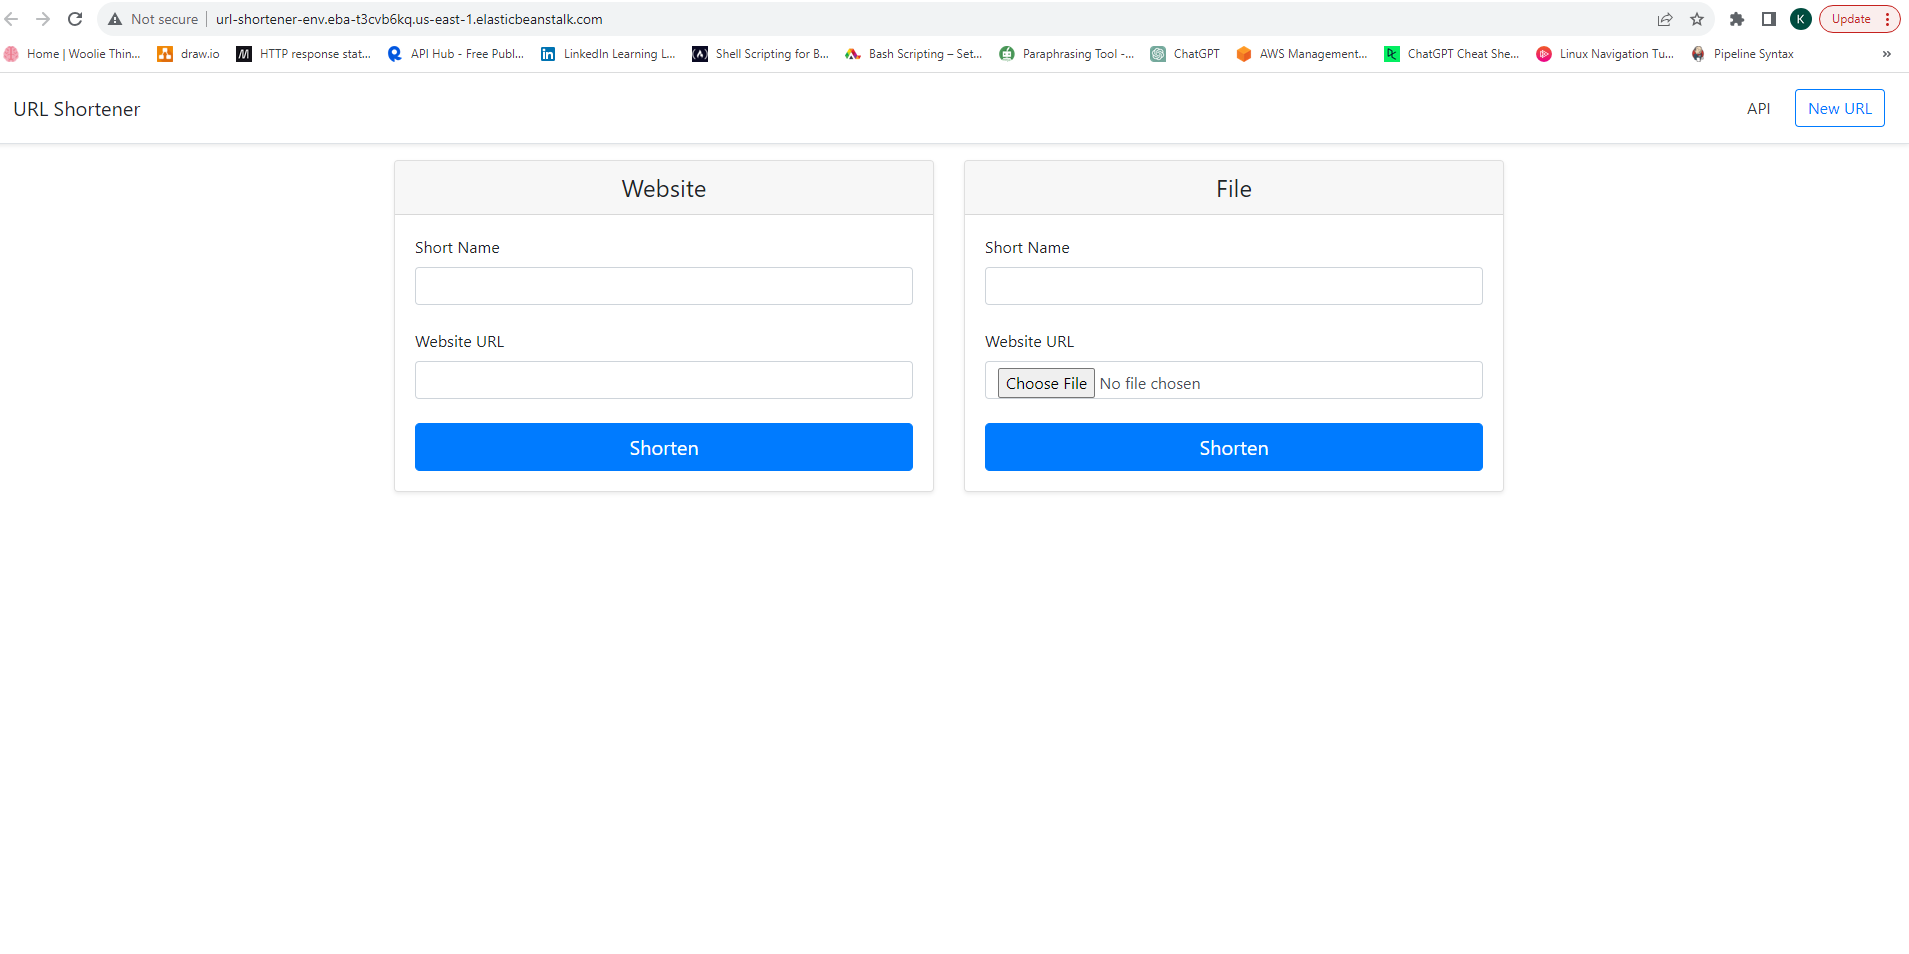 Not secure url-shortener-env.eba-t3cvb6kq.us-east-1.elasticbeanstalk.com K Update
Home | Woolie Thin... draw.io M HTTP response stat... API Hub - Free Publ... in LinkedIn Learning L... Shell Scripting for B... Bash Scripting – Set... Paraphrasing Tool -... ChatGPT AWS Management... DC ChatGPT Cheat She... Linux Navigation Tu... Pipeline Syntax »
URL Shortener API New URL
Website
Short Name
Website URL
Shorten
File
Short Name
Website URL
Choose File No file chosen
Shorten